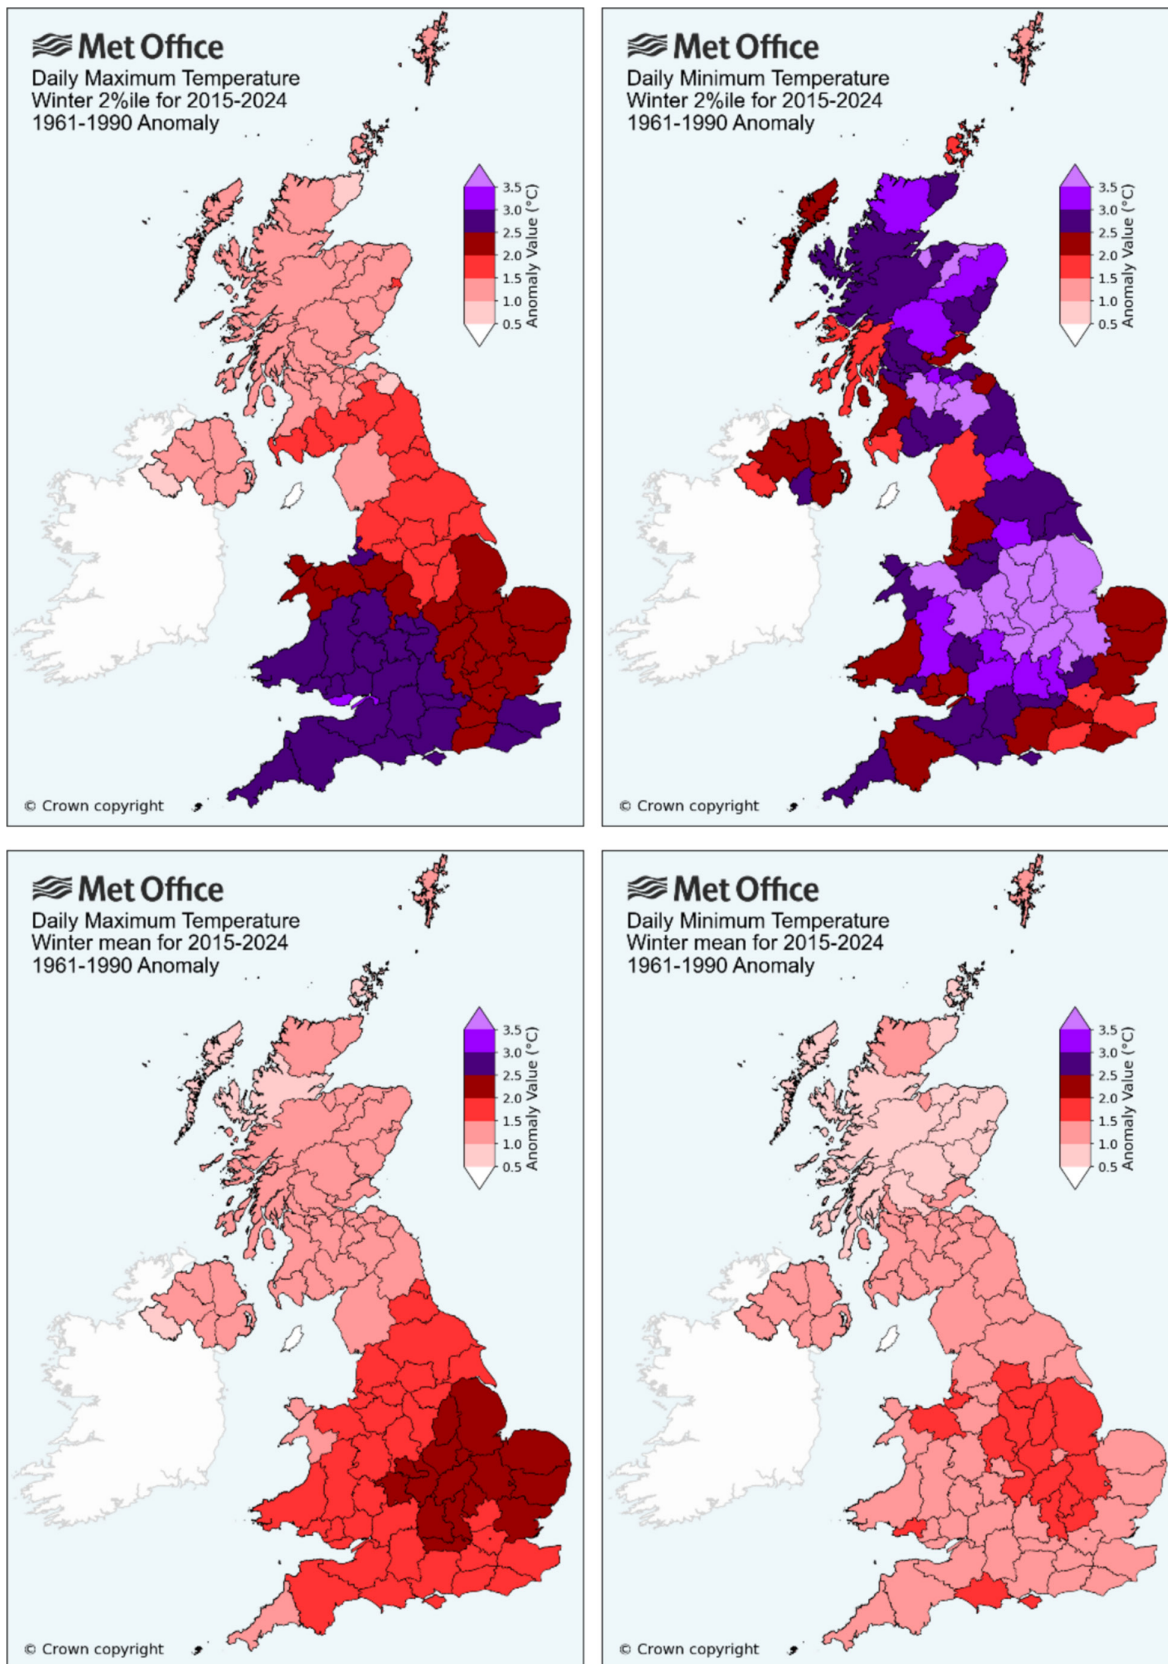 Met Office
Daily Maximum Temperature
Winter 2%ile for 2015-2024
1961-1990 Anomaly
3.5
3.0
2.5
2.0
1.5
1.0
0.5
Anomaly Value (°C)
© Crown copyright
Met Office
Daily Minimum Temperature
Winter 2%ile for 2015-2024
1961-1990 Anomaly
3.5
3.0
2.5
2.0
1.5
1.0
0.5
Anomaly Value (°C)
© Crown copyright
Met Office
Daily Maximum Temperature
Winter mean for 2015-2024
1961-1990 Anomaly
3.5
3.0
2.5
2.0
1.5
1.0
0.5
Anomaly Value (°C)
© Crown copyright
Met Office
Daily Minimum Temperature
Winter mean for 2015-2024
1961-1990 Anomaly
3.5
3.0
2.5
2.0
1.5
1.0
0.5
Anomaly Value (°C)
© Crown copyright